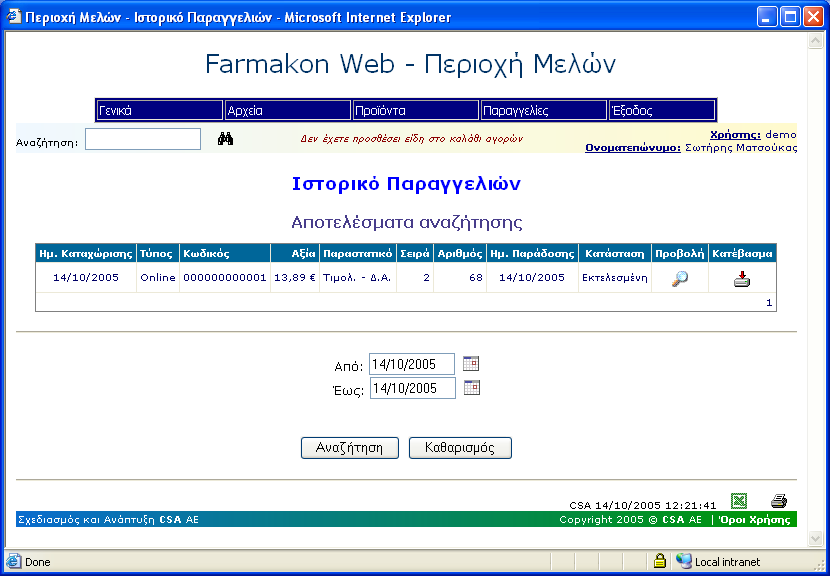 Περιοχή Μελών - Ιστορικό Παραγγελιών - Microsoft Internet Explorer
Farmakon Web - Περιοχή Μελών
Γενικά Αρχεία Προϊόντα Παραγγελίες Έξοδος
Αναζήτηση: Δεν έχετε προσθέσει είδη στο καλάθι αγορών Χρήστης: demo
Ονοματεπώνυμο: Σωτήρης Ματσούκας
Ιστορικό Παραγγελιών
Αποτελέσματα αναζήτησης
Ημ. Καταχώρισης Τύπος Κωδικός Αξία Παραστατικό Σειρά Αριθμός Ημ. Παράδοσης Κατάσταση Προβολή Κατέβασμα
14/10/2005 Online 000000000001 13,89 € Τιμολ. - Δ.Α. 2 68 14/10/2005 Εκτελεσμένη
1
Από: 14/10/2005
Έως: 14/10/2005
Αναζήτηση Καθαρισμός
CSA 14/10/2005 12:21:41
Σχεδιασμός και Ανάπτυξη CSA AE Copyright 2005 © CSA AE | Όροι Χρήσης
Done Local intranet